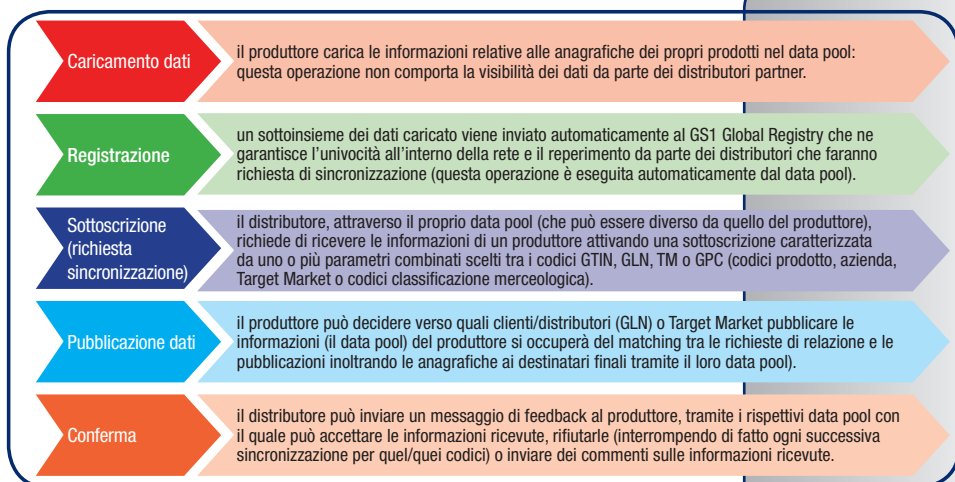 Caricamento dati
il produttore carica le informazioni relative alle anagrafiche dei propri prodotti nel data pool:
questa operazione non comporta la visibilità dei dati da parte dei distributori partner.
Registrazione
un sottoinsieme dei dati caricato viene inviato automaticamente al GS1 Global Registry che ne
garantisce l'univocità all'interno della rete e il reperimento da parte dei distributori che faranno
richiesta di sincronizzazione (questa operazione è eseguita automaticamente dal data pool).
Sottoscrizione
(richiesta
sincronizzazione)
il distributore, attraverso il proprio data pool (che può essere diverso da quello del produttore),
richiede di ricevere le informazioni di un produttore attivando una sottoscrizione caratterizzata
da uno o più parametri combinati scelti tra i codici GTIN, GLN, TM o GPC (codici prodotto, azienda,
Target Market o codici classificazione merceologica).
Pubblicazione dati
il produttore può decidere verso quali clienti/distributori (GLN) o Target Market pubblicare le
informazioni (il data pool) del produttore si occuperà del matching tra le richieste di relazione e le
pubblicazioni inoltrando le anagrafiche ai destinatari finali tramite il loro data pool).
Conferma
il distributore può inviare un messaggio di feedback al produttore, tramite i rispettivi data pool con
il quale può accettare le informazioni ricevute, rifiutarle (interrompendo di fatto ogni successiva
sincronizzazione per quel/quei codici) o inviare dei commenti sulle informazioni ricevute.